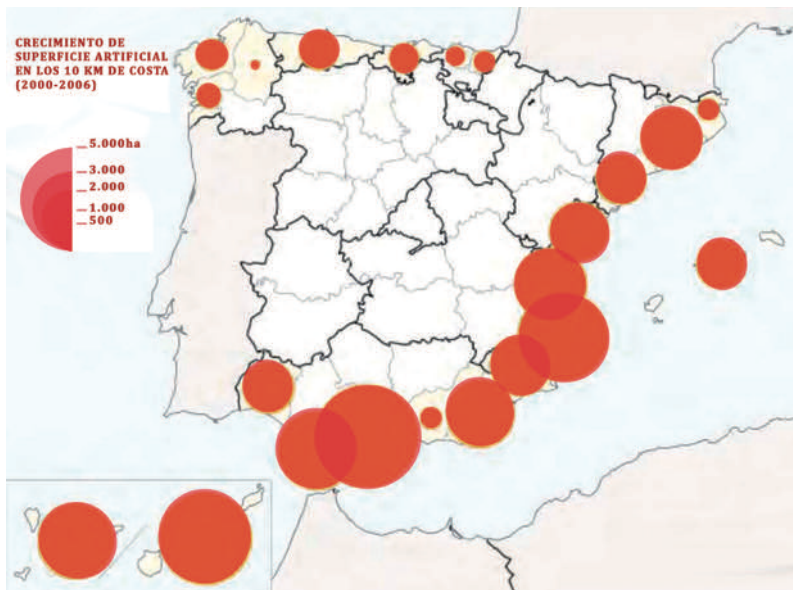 CRECIMIENTO DE
SUPERFICIE ARTIFICIAL
EN LOS 10 KM DE COSTA
(2000-2006)
5.000ha
3.000
2.000
1.000
500